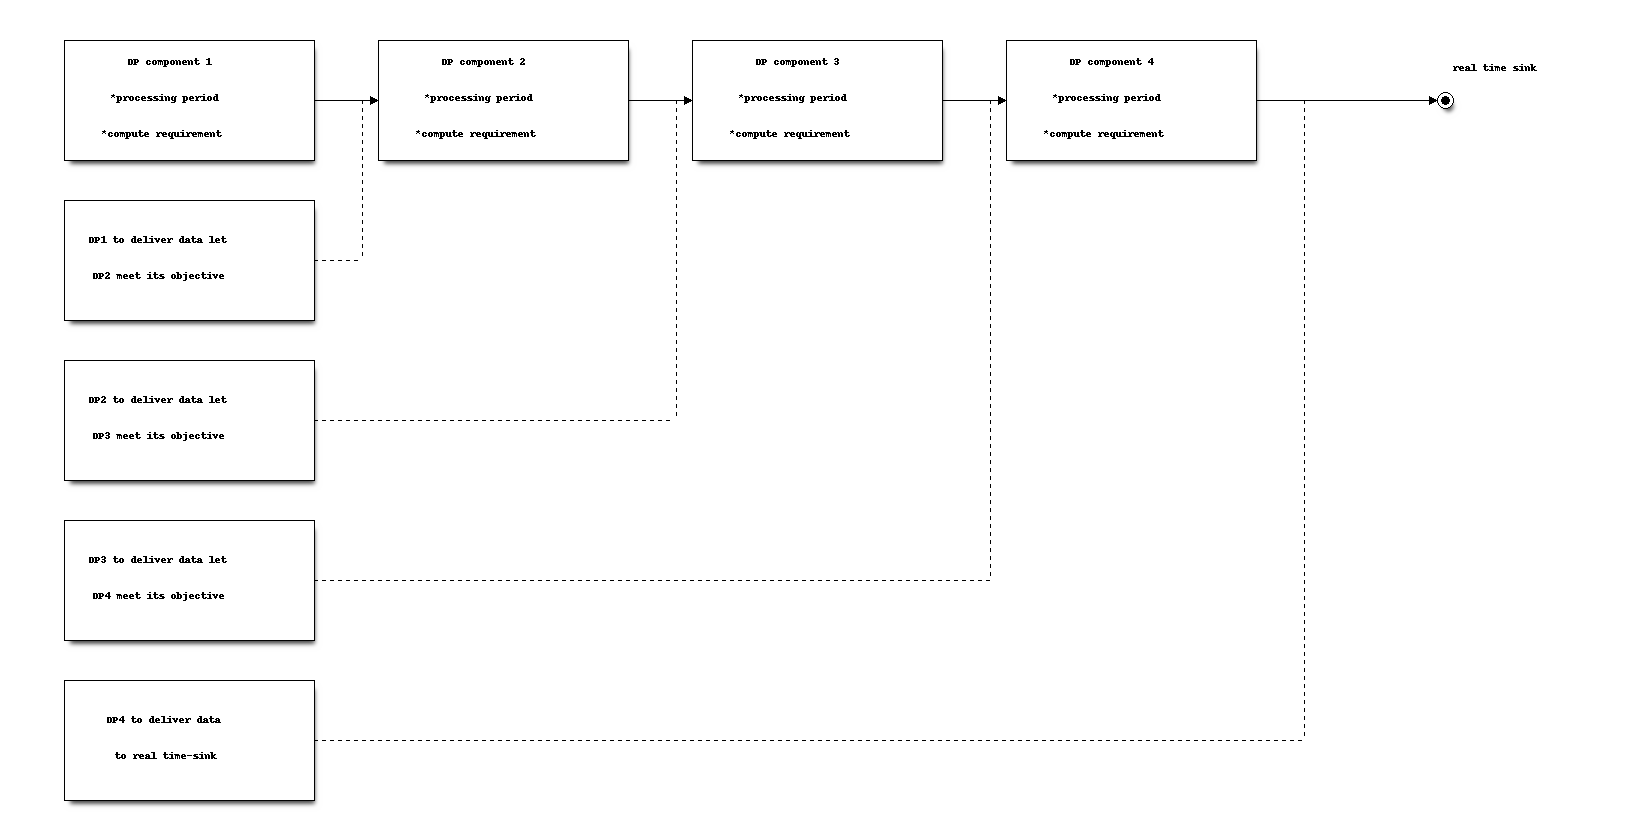 DP component 1
*processing period
*compute requirement
DP component 2
*processing period
*compute requirement
DP component 3
*processing period
*compute requirement
DP component 4
*processing period
*compute requirement
real time sink
DP1 to deliver data let
DP2 meet its objective
DP2 to deliver data let
DP3 meet its objective
DP3 to deliver data let
DP4 meet its objective
DP4 to deliver data
to real time-sink